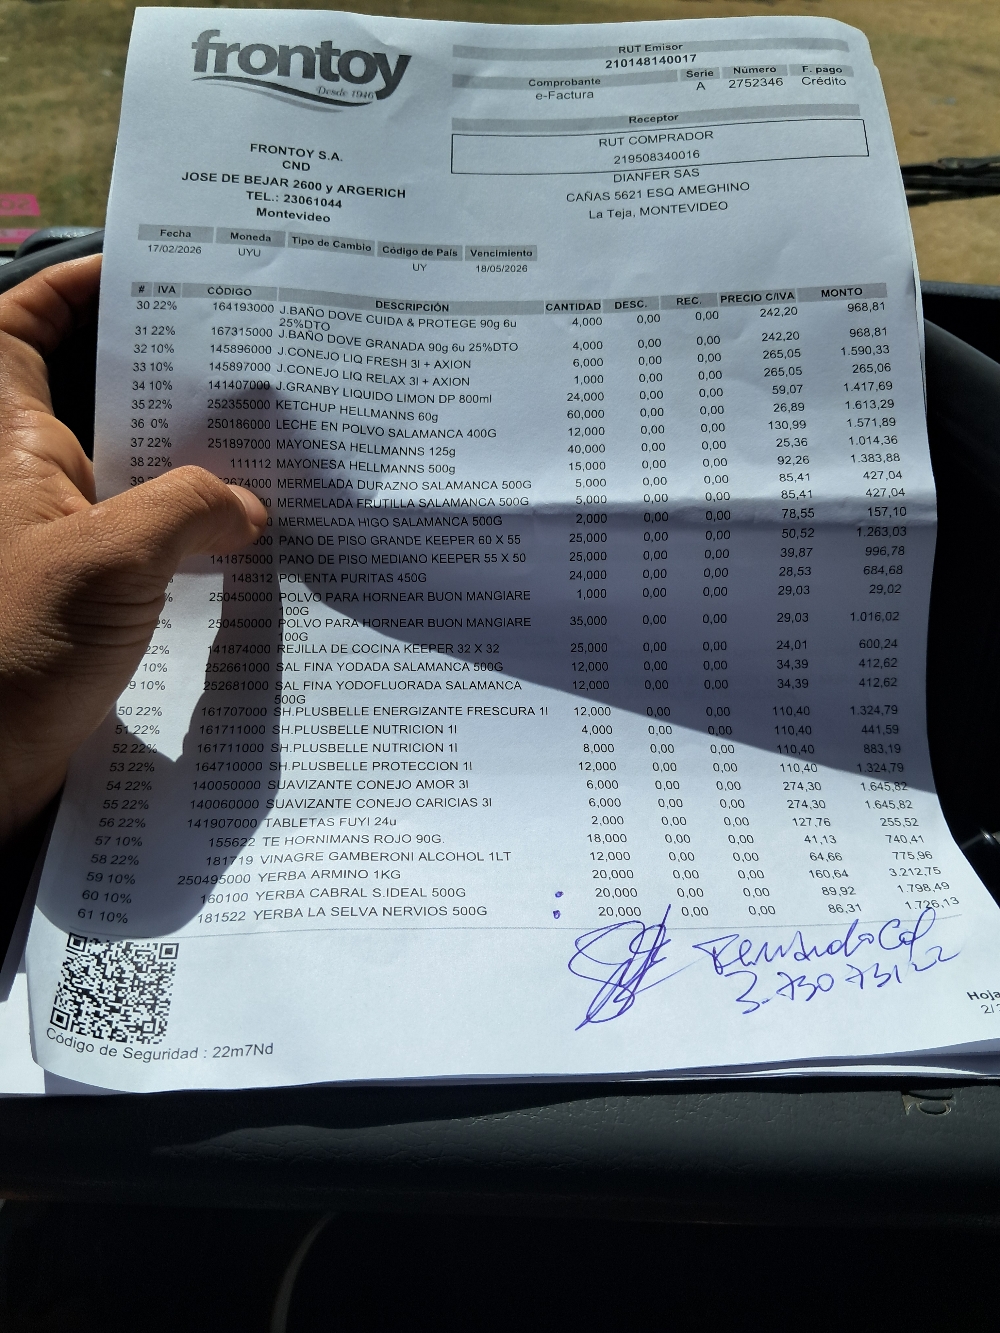 frontoy
Desde 1946
FRONTOY S.A.
CND
JOSE DE BEJAR 2600 y ARGERICH
TEL.: 23061044
Montevideo
RUT Emisor
210148140017
Comprobante Serie Número F. pago
e-Factura A 2752346 Crédito
Receptor
RUT COMPRADOR
219508340016
DIANFER SAS
CAÑAS 5621 ESQ AMEGHINO
La Teja, MONTEVIDEO
Fecha Moneda Tipo de Cambio Código de País Vencimiento
17/02/2026 UYU UY 18/05/2026
# IVA CÓDIGO DESCRIPCIÓN CANTIDAD DESC. REC. PRECIO C/IVA MONTO
30 22% 164193000 J.BAÑO DOVE CUIDA & PROTEGE 90g 6u 4,000 0,00 0,00 242,20 968,81
25%DTO
31 22% 167315000 J.BAÑO DOVE GRANADA 90g 6u 25%DTO 4,000 0,00 0,00 242,20 968,81
32 10% 145896000 J.CONEJO LIQ FRESH 3l + AXION 6,000 0,00 0,00 265,05 1.590,33
33 10% 145897000 J.CONEJO LIQ RELAX 3l + AXION 1,000 0,00 0,00 265,05 265,06
34 10% 141407000 J.GRANBY LIQUIDO LIMON DP 800ml 24,000 0,00 0,00 59,07 1.417,69
35 22% 252355000 KETCHUP HELLMANNS 60g 60,000 0,00 0,00 26,89 1.613,29
36 0% 250186000 LECHE EN POLVO SALAMANCA 400G 12,000 0,00 0,00 130,99 1.571,89
37 22% 251897000 MAYONESA HELLMANNS 125g 40,000 0,00 0,00 25,36 1.014,36
38 22% 111112 MAYONESA HELLMANNS 500g 15,000 0,00 0,00 92,26 1.383,88
39 2674000 MERMELADA DURAZNO SALAMANCA 500G 5,000 0,00 0,00 85,41 427,04
MERMELADA FRUTILLA SALAMANCA 500G 5,000 0,00 0,00 85,41 427,04
0 MERMELADA HIGO SALAMANCA 500G 2,000 0,00 0,00 78,55 157,10
000 PANO DE PISO GRANDE KEEPER 60 X 55 25,000 0,00 0,00 50,52 1.263,03
141875000 PANO DE PISO MEDIANO KEEPER 55 X 50 25,000 0,00 0,00 39,87 996,78
% 148312 POLENTA PURITAS 450G 24,000 0,00 0,00 28,53 684,68
% 250450000 POLVO PARA HORNEAR BUON MANGIARE 1,000 0,00 0,00 29,03 29,02
100G
2% 250450000 POLVO PARA HORNEAR BUON MANGIARE 35,000 0,00 0,00 29,03 1.016,02
100G
22% 141874000 REJILLA DE COCINA KEEPER 32 X 32 25,000 0,00 0,00 24,01 600,24
10% 252661000 SAL FINA YODADA SALAMANCA 500G 12,000 0,00 0,00 34,39 412,62
9 10% 252681000 SAL FINA YODOFLUORADA SALAMANCA 12,000 0,00 0,00 34,39 412,62
500G
50 22% 161707000 SH.PLUSBELLE ENERGIZANTE FRESCURA 1l 12,000 0,00 0,00 110,40 1.324,79
51 22% 161711000 SH.PLUSBELLE NUTRICION 1l 4,000 0,00 0,00 110,40 441,59
52 22% 161711000 SH.PLUSBELLE NUTRICION 1l 8,000 0,00 0,00 110,40 883,19
53 22% 164710000 SH.PLUSBELLE PROTECCION 1l 12,000 0,00 0,00 110,40 1.324,79
54 22% 140050000 SUAVIZANTE CONEJO AMOR 3l 6,000 0,00 0,00 274,30 1.645,82
55 22% 140060000 SUAVIZANTE CONEJO CARICIAS 3l 6,000 0,00 0,00 274,30 1.645,82
56 22% 141907000 TABLETAS FUYI 24u 2,000 0,00 0,00 127,76 255,52
57 10% 155622 TE HORNIMANS ROJO 90G. 18,000 0,00 0,00 41,13 740,41
58 22% 181719 VINAGRE GAMBERONI ALCOHOL 1LT 12,000 0,00 0,00 64,66 775,96
59 10% 250495000 YERBA ARMINO 1KG 20,000 0,00 0,00 160,64 3.212,75
60 10% 160100 YERBA CABRAL S.IDEAL 500G 20,000 0,00 0,00 89,92 1.798,49
61 10% 181522 YERBA LA SELVA NERVIOS 500G 20,000 0,00 0,00 86,31 1.726,13
Código de Seguridad : 22m7Nd
Hoja
2/